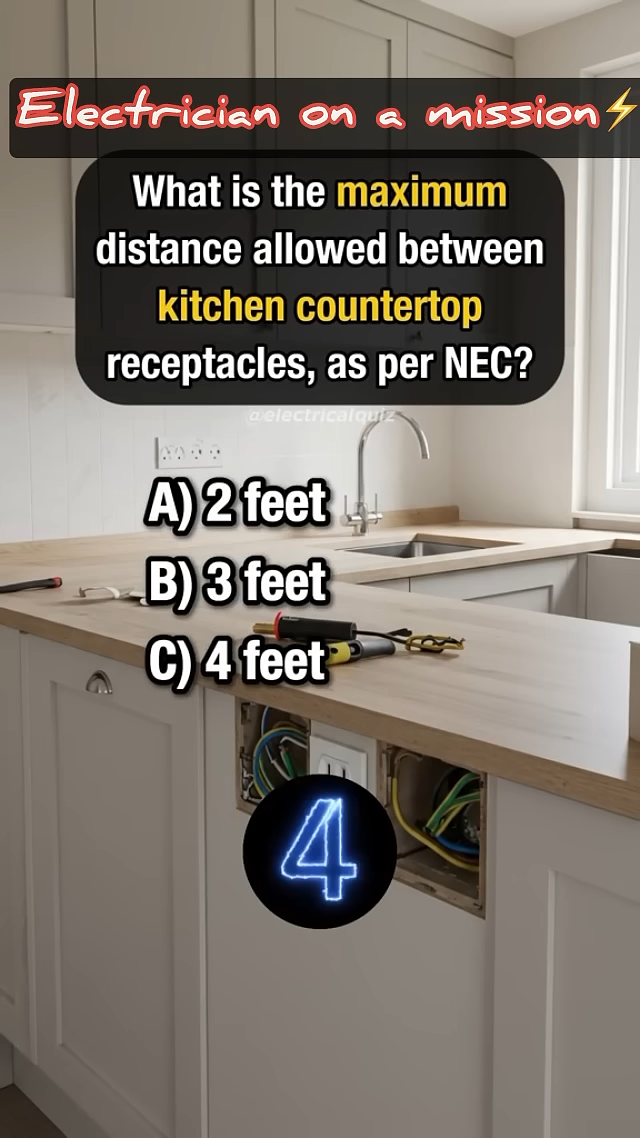 Electrician on a mission⚡
What is the maximum
distance allowed between
kitchen countertop
receptacles, as per NEC?
@electricalquiz
A) 2 feet
B) 3 feet
C) 4 feet
4